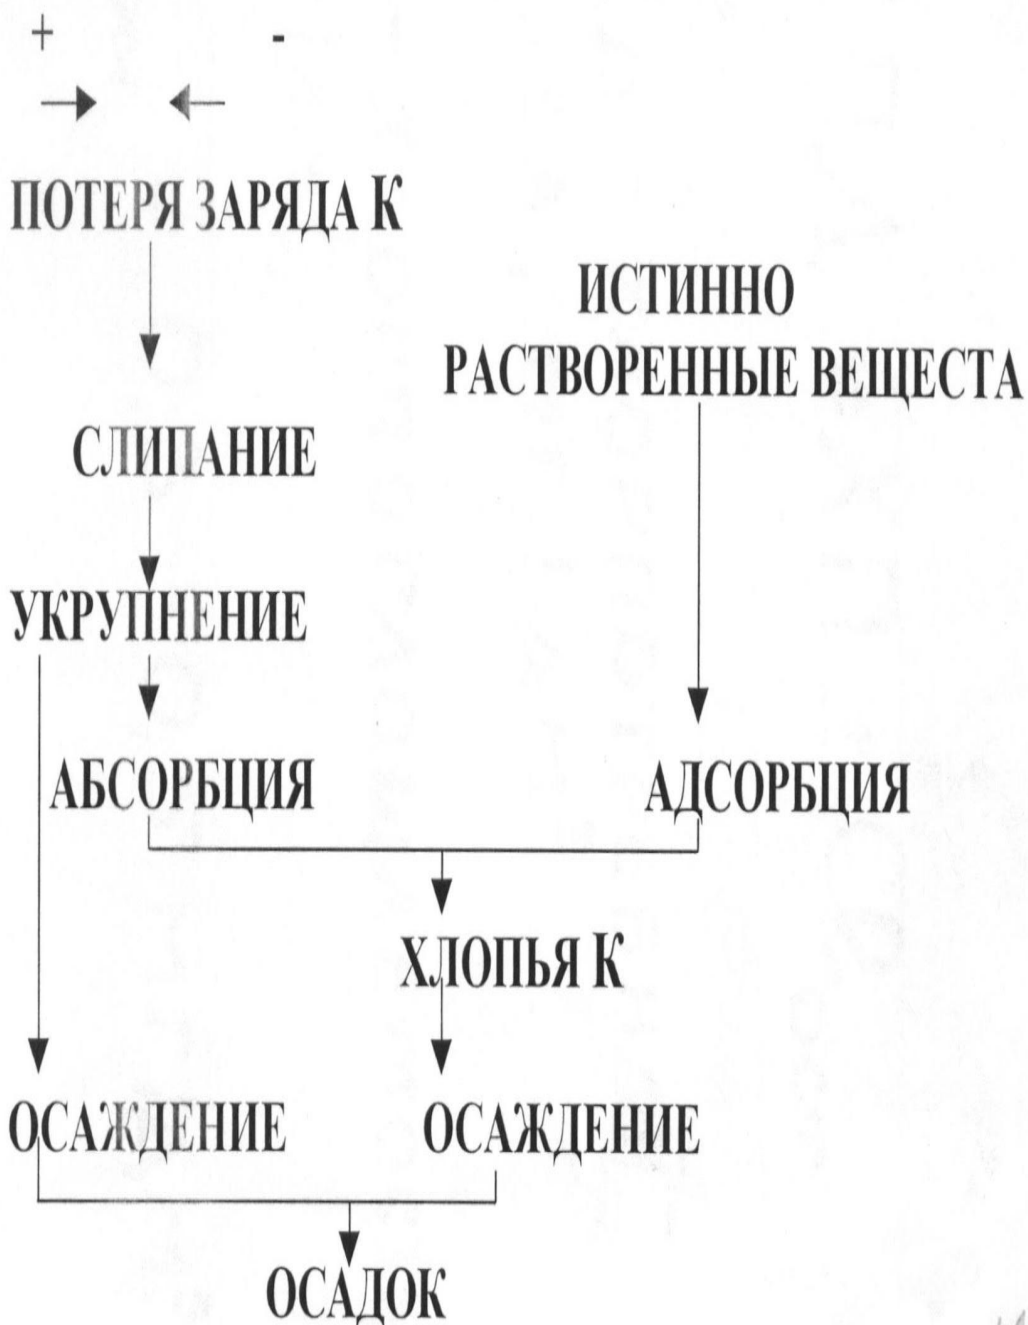 + -
ПОТЕРЯ ЗАРЯДА К
ИСТИННО
РАСТВОРЕННЫЕ ВЕЩЕСТА
СЛИПАНИЕ
УКРУПНЕНИЕ
АБСОРБЦИЯ
АДСОРБЦИЯ
ХЛОПЬЯ К
ОСАЖДЕНИЕ
ОСАЖДЕНИЕ
ОСАДОК